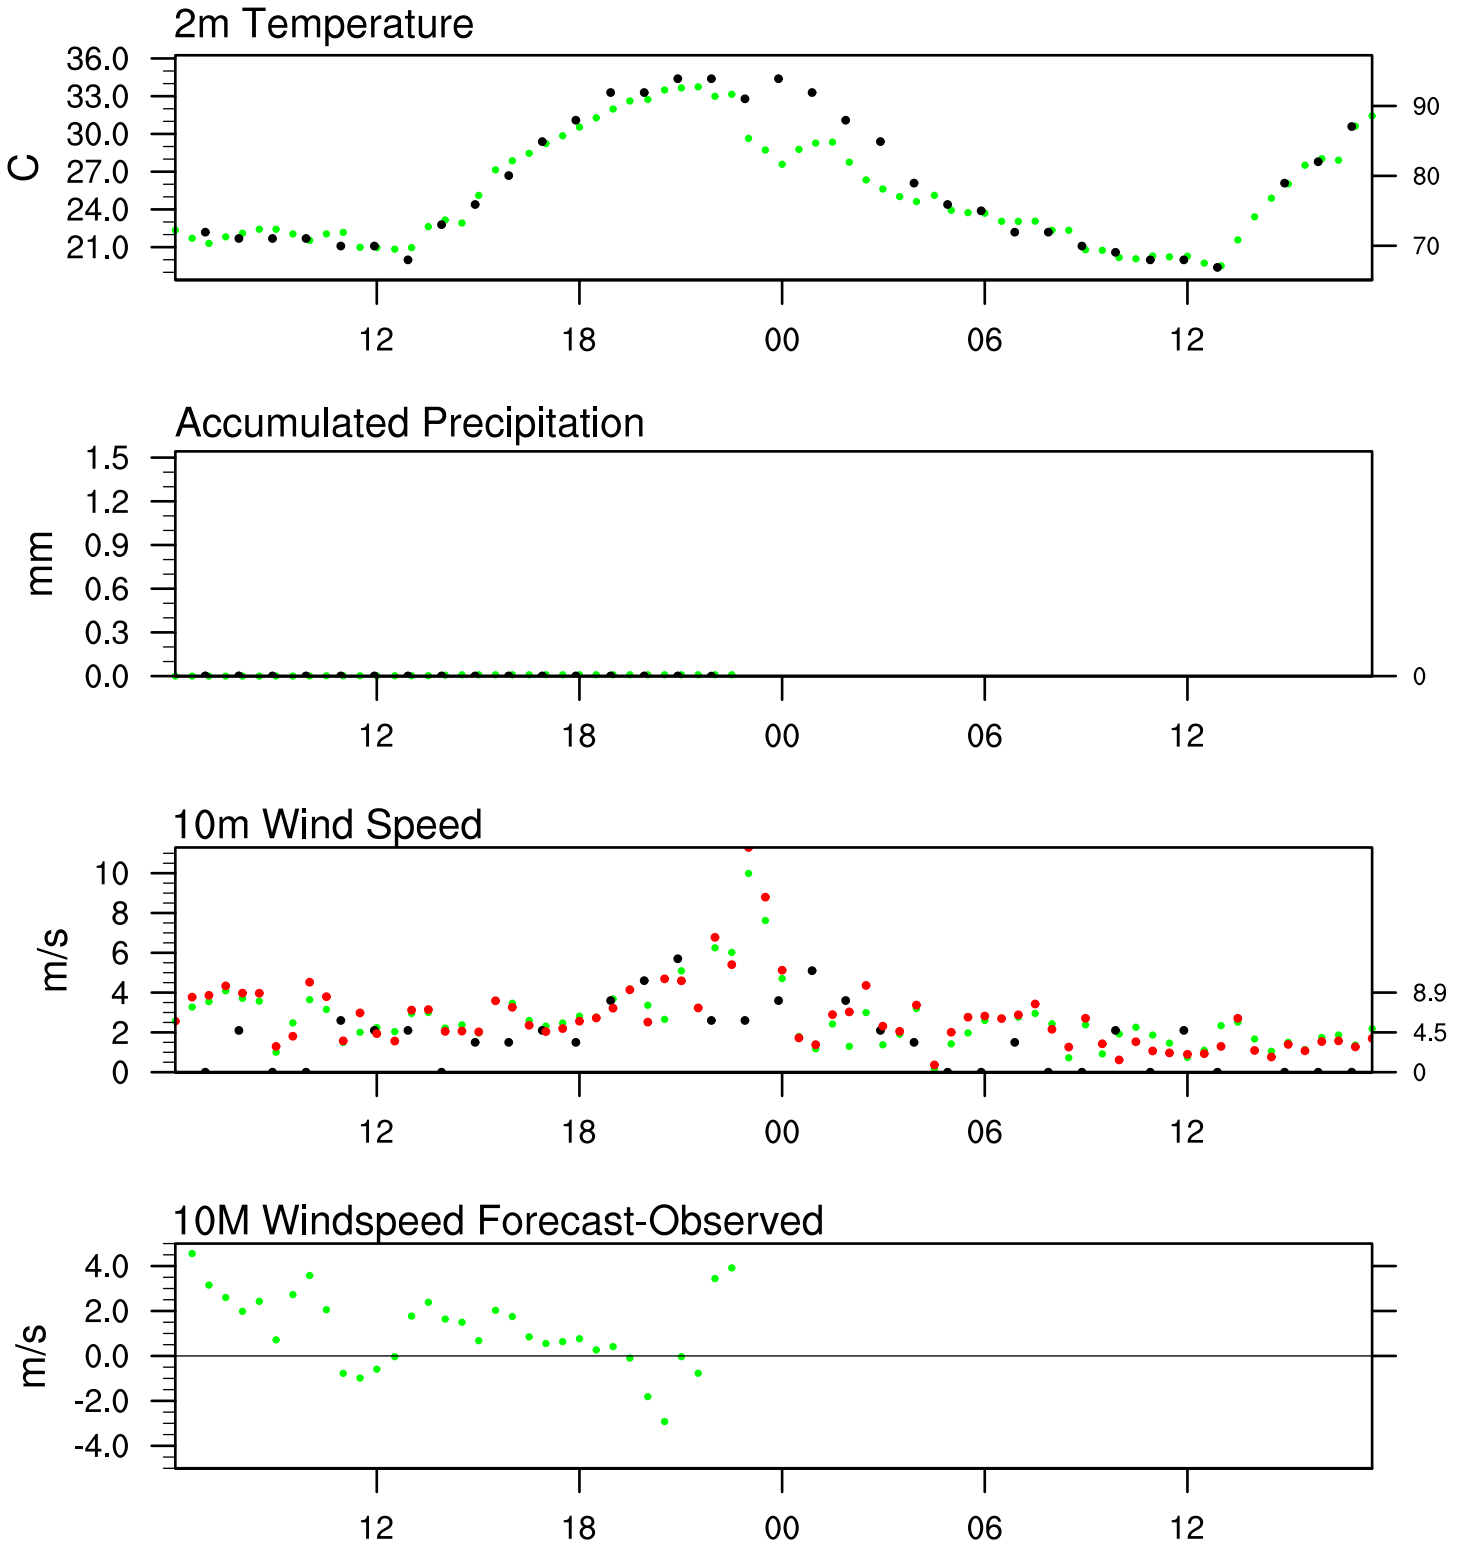 2m Temperature
36.0
33.0
30.0
27.0
24.0
21.0
C
90
80
70
12 18 00 06 12
Accumulated Precipitation
1.5
1.2
0.9
0.6
0.3
0.0
mm
0
12 18 00 06 12
10m Wind Speed
10
8
6
4
2
0
m/s
8.9
4.5
0
12 18 00 06 12
10M Windspeed Forecast-Observed
4.0
2.0
0.0
-2.0
-4.0
m/s
12 18 00 06 12